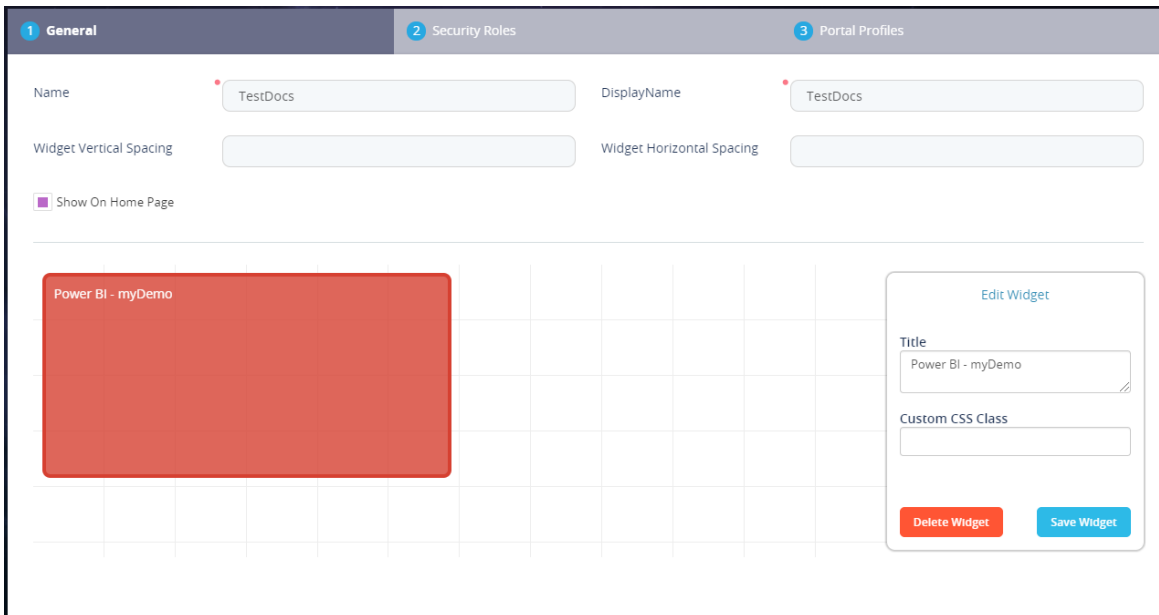 1 General
2 Security Roles
3 Portal Profiles
Name
TestDocs
DisplayName
TestDocs
Widget Vertical Spacing
Widget Horizontal Spacing
Show On Home Page
Power BI - myDemo
Edit Widget
Title
Power BI - myDemo
Custom CSS Class
Delete Widget
Save Widget